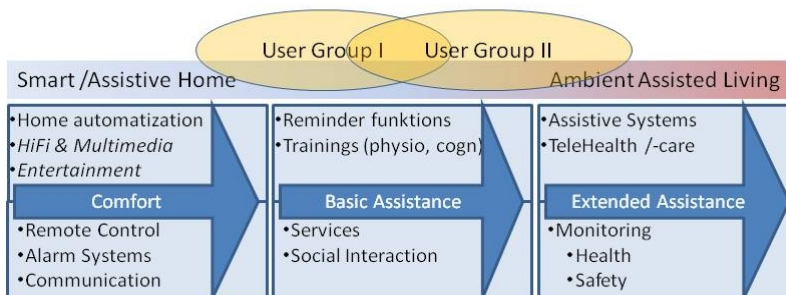 User Group I
User Group II
Smart /Assistive Home
Ambient Assisted Living
•Home automatization
•HiFi & Multimedia
•Entertainment
Comfort
•Remote Control
•Alarm Systems
•Communication
•Reminder funktions
•Trainings (physio, cogn)
Basic Assistance
•Services
•Social Interaction
•Assistive Systems
•TeleHealth /-care
Extended Assistance
•Monitoring
•Health
•Safety